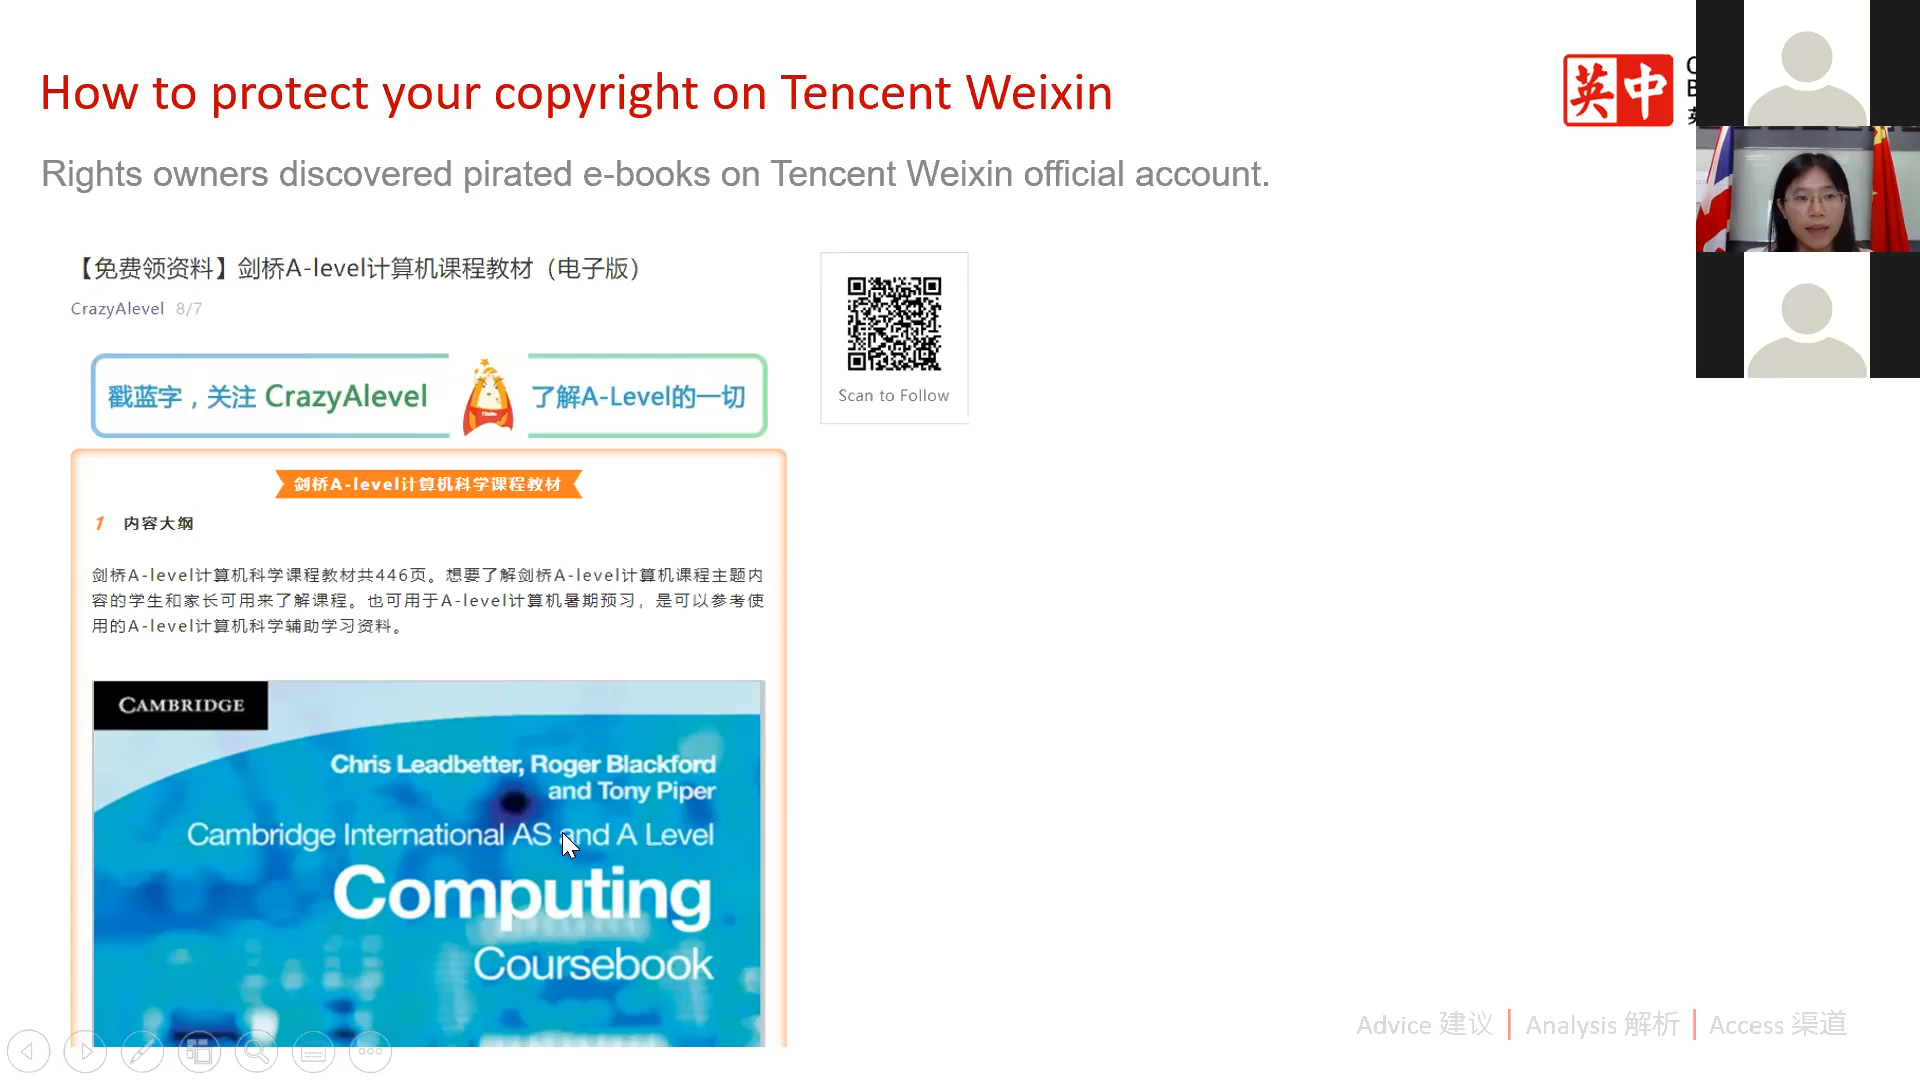 How to protect your copyright on Tencent Weixin
英中
Rights owners discovered pirated e-books on Tencent Weixin official account.
【免费领资料】剑桥A-level计算机课程教材（电子版）
CrazyAlevel 8/7
戳蓝字，关注 CrazyAlevel 了解A-Level的一切
Scan to Follow
剑桥A-level计算机科学课程教材
1 内容大纲
剑桥A-level计算机科学课程教材共446页。想要了解剑桥A-level计算机课程主题内
容的学生和家长可用来了解课程。也可用于A-level计算机暑期预习，是可以参考使
用的A-level计算机科学辅助学习资料。
CAMBRIDGE
Chris Leadbetter, Roger Blackford
and Tony Piper
Cambridge International AS and A Level
Computing
Coursebook
Advice 建议 | Analysis 解析 | Access 渠道